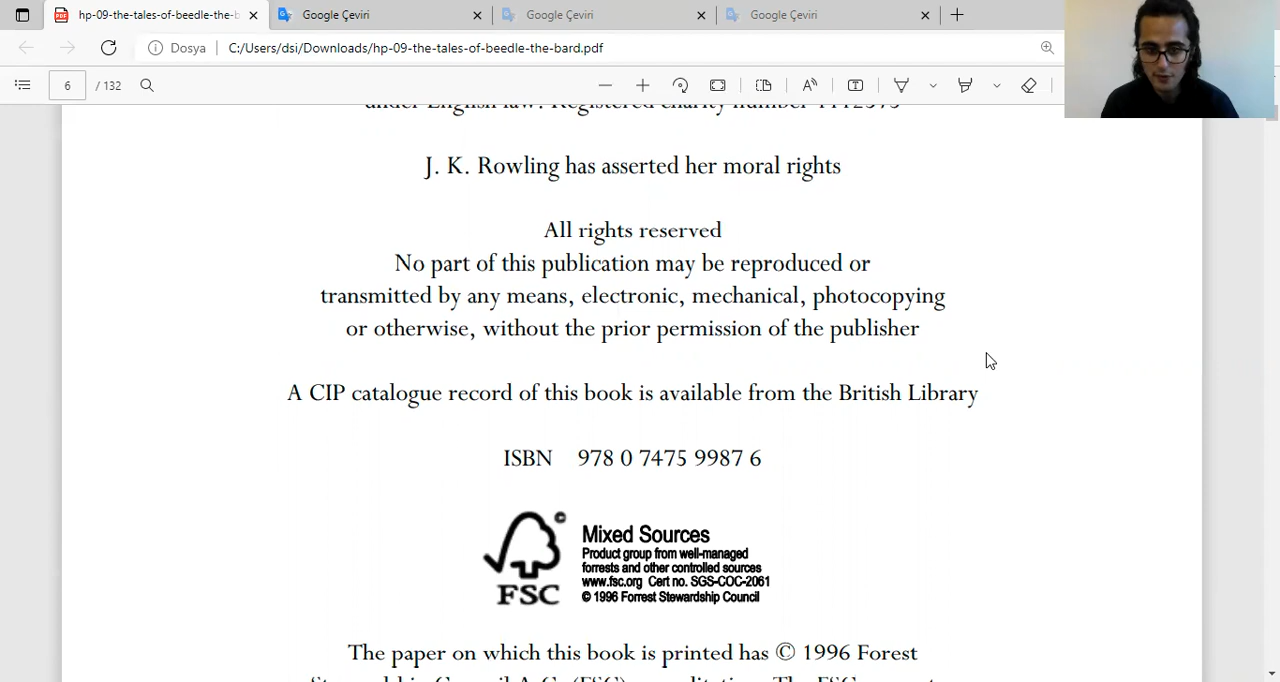 hp-09-the-tales-of-beedle-the-b
Google Çeviri
Google Çeviri
Google Çeviri
Dosya
C:/Users/dsi/Downloads/hp-09-the-tales-of-beedle-the-bard.pdf
6
/ 132
under English law. Registered charity number 1112575
J. K. Rowling has asserted her moral rights
All rights reserved
No part of this publication may be reproduced or
transmitted by any means, electronic, mechanical, photocopying
or otherwise, without the prior permission of the publisher
A CIP catalogue record of this book is available from the British Library
ISBN 978 0 7475 9987 6
Mixed Sources
Product group from well-managed
forrests and other controlled sources
www.fsc.org Cert no. SGS-COC-2061
© 1996 Forrest Stewardship Council
FSC
The paper on which this book is printed has © 1996 Forest